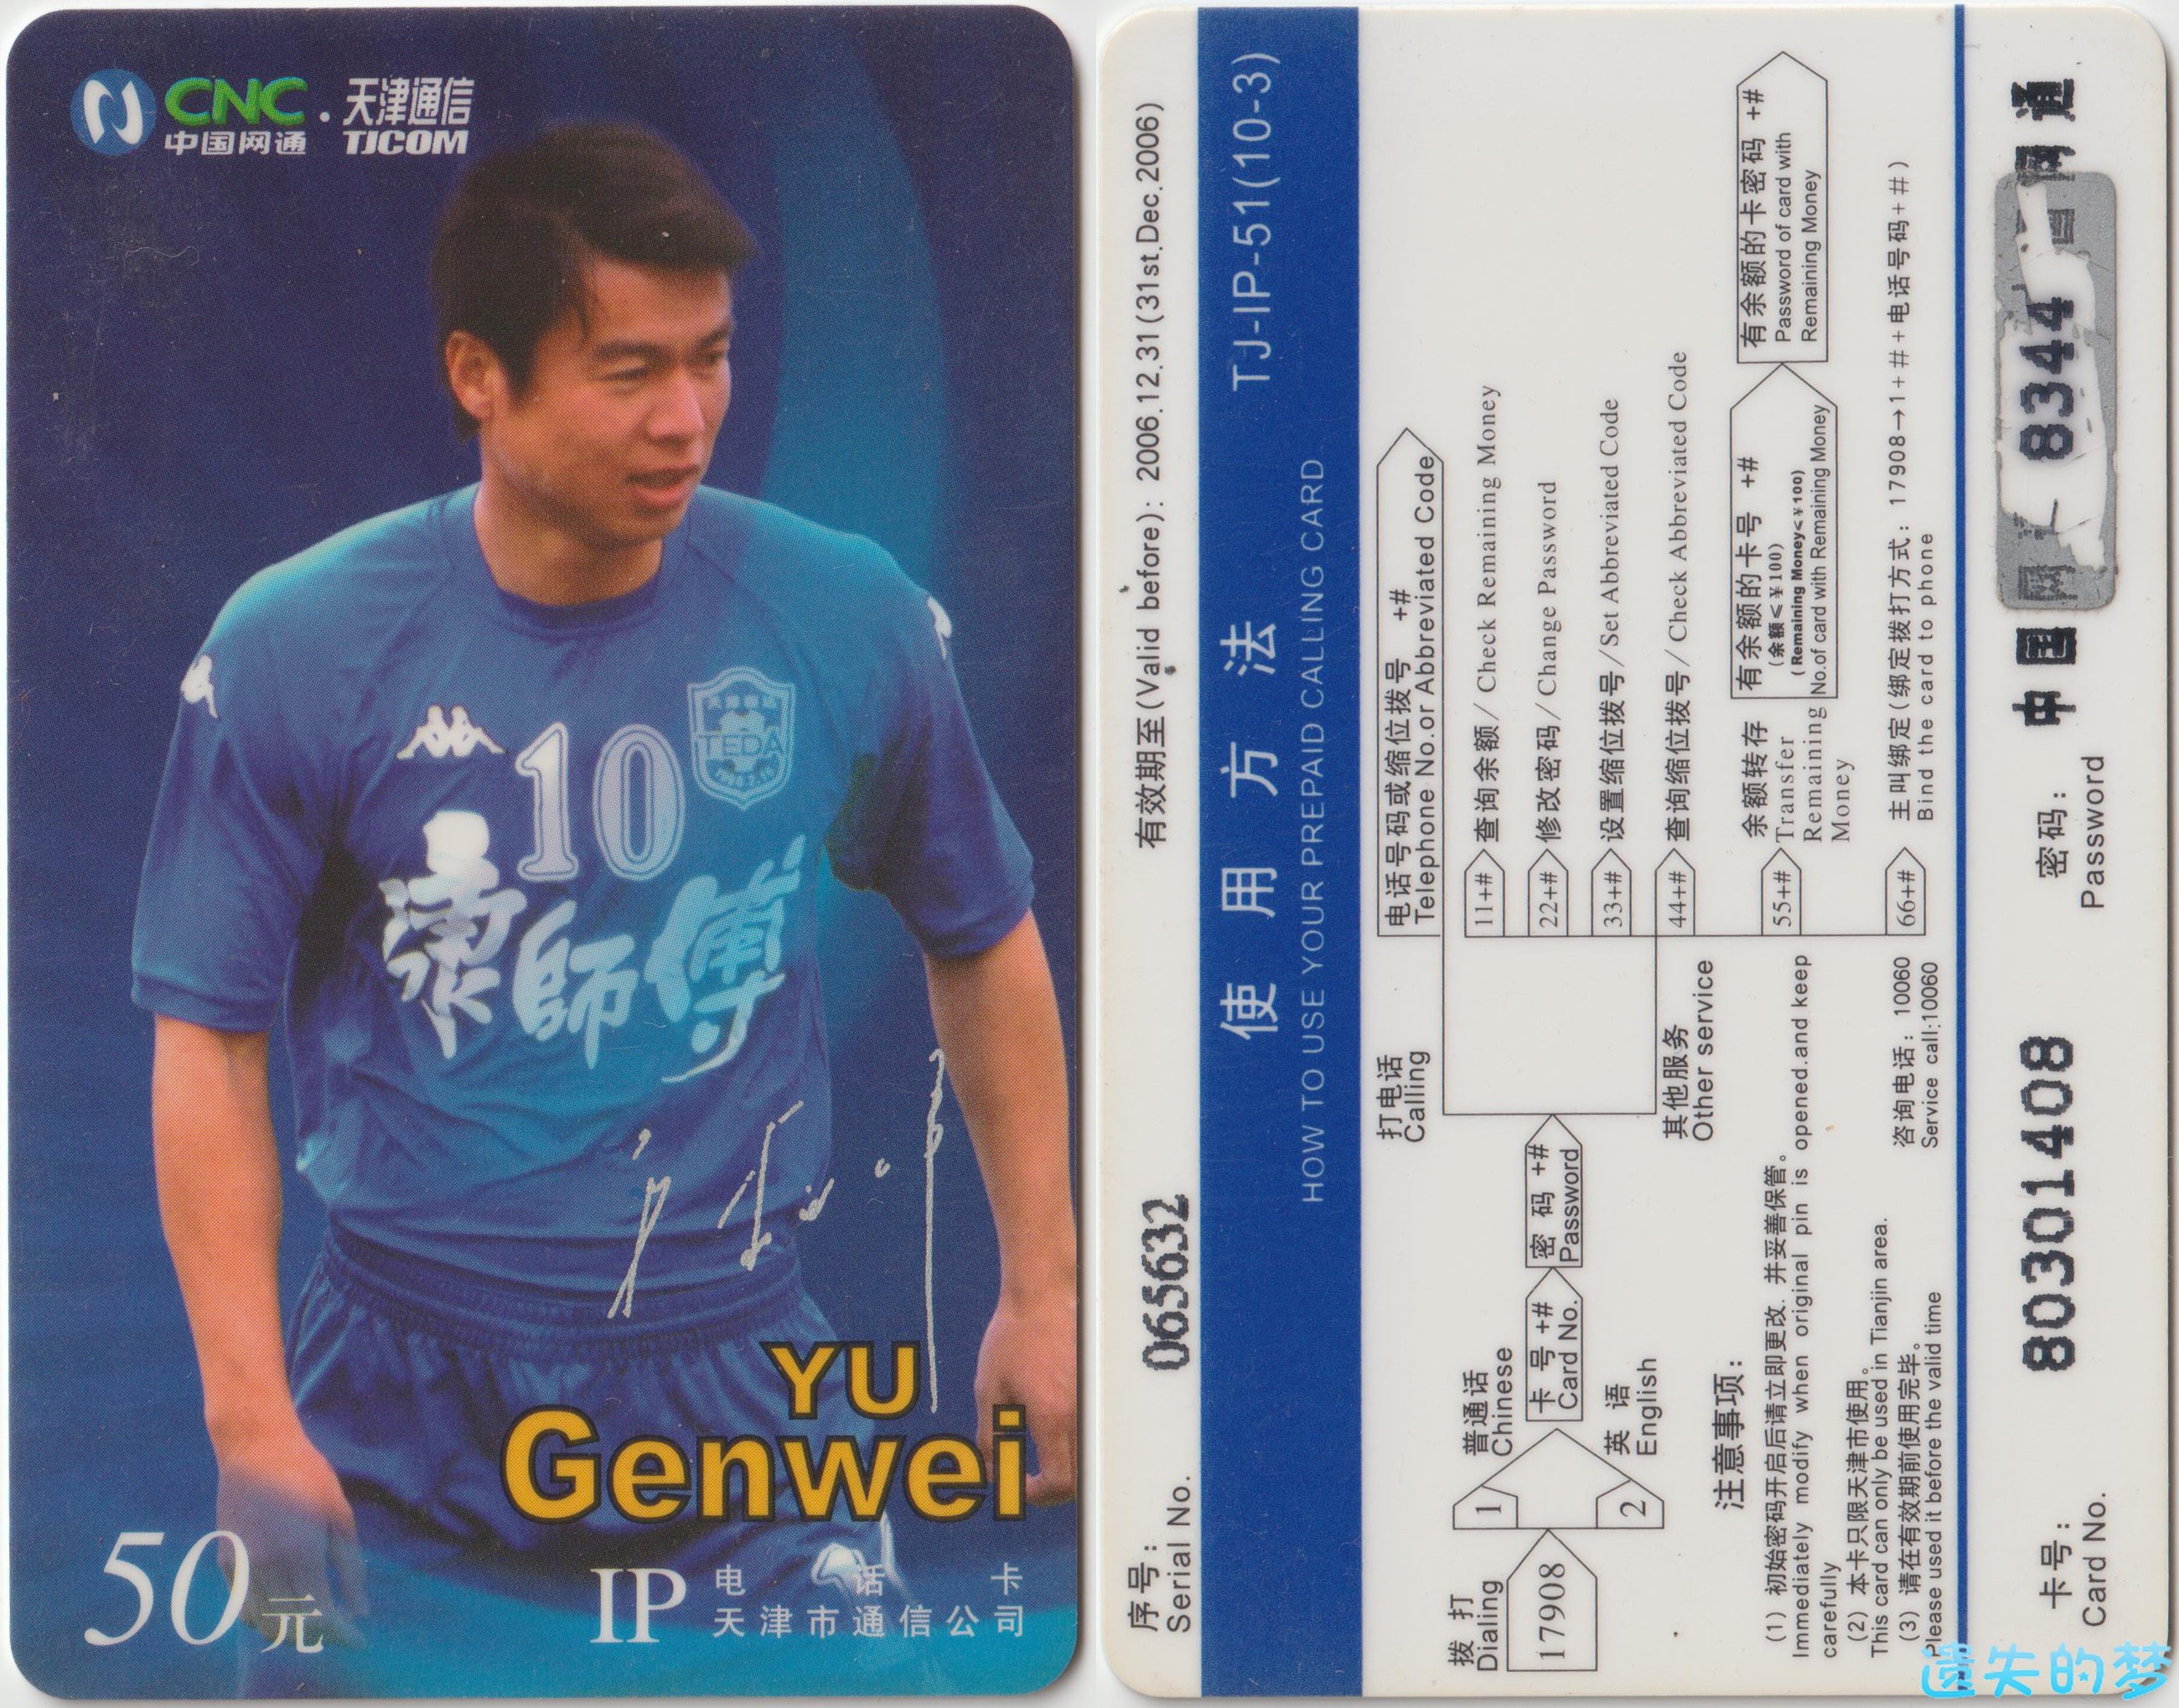 CNC · 天津通信
中国网通 TJCOM
10
TEDA
康師傅
YU
Genwei
50元
IP 电话卡
天津市通信公司
序号： 065632 有效期至(Valid before)：2006.12.31(31st.Dec.2006)
Serial No.
使用方法 TJ-IP-51(10-3)
HOW TO USE YOUR PREPAID CALLING CARD
拨打
Dialing
17908
1
普通话
Chinese
2
英语
English
卡号 +#
Card No.
密码 +#
Password
打电话
Calling
电话号码或缩位拨号 +#
Telephone No.or Abbreviated Code
其他服务
Other service
11+# 查询余额/Check Remaining Money
22+# 修改密码/Change Password
33+# 设置缩位拨号/Set Abbreviated Code
44+# 查询缩位拨号/Check Abbreviated Code
55+# 余额转存
Transfer
Remaining
Money
有余额的卡号 +#
(余额≤¥100)
(Remaining Money≤¥100)
No.of card with Remaining Money
有余额的卡密码 +#
Password of card with
Remaining Money
66+# 主叫绑定(绑定拨打方式：17908→1+#+电话号码+#)
Bind the card to phone
注意事项：
(1) 初始密码开启后请立即更改.并妥善保管。
Immediately modify when original pin is opened.and keep
carefully
(2) 本卡只限天津市使用。
This card can only be used in Tianjin area.
(3) 请在有效期前使用完毕。
Please used it before the valid time
咨询电话：10060
Service call:10060
卡号： 80301408 密码： 中国 8344 网通
Card No. Password
遗失的梦